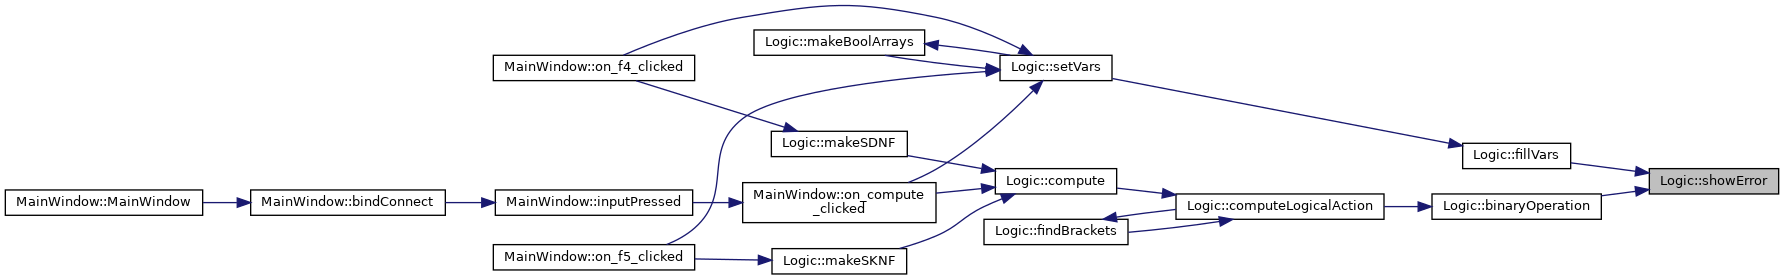 Logic::makeBoolArrays
MainWindow::on_f4_clicked
Logic::setVars
Logic::makeSDNF
Logic::fillVars
Logic::compute
Logic::showError
MainWindow::MainWindow
MainWindow::bindConnect
MainWindow::inputPressed
MainWindow::on_compute
_clicked
Logic::computeLogicalAction
Logic::binaryOperation
Logic::findBrackets
MainWindow::on_f5_clicked
Logic::makeSKNF